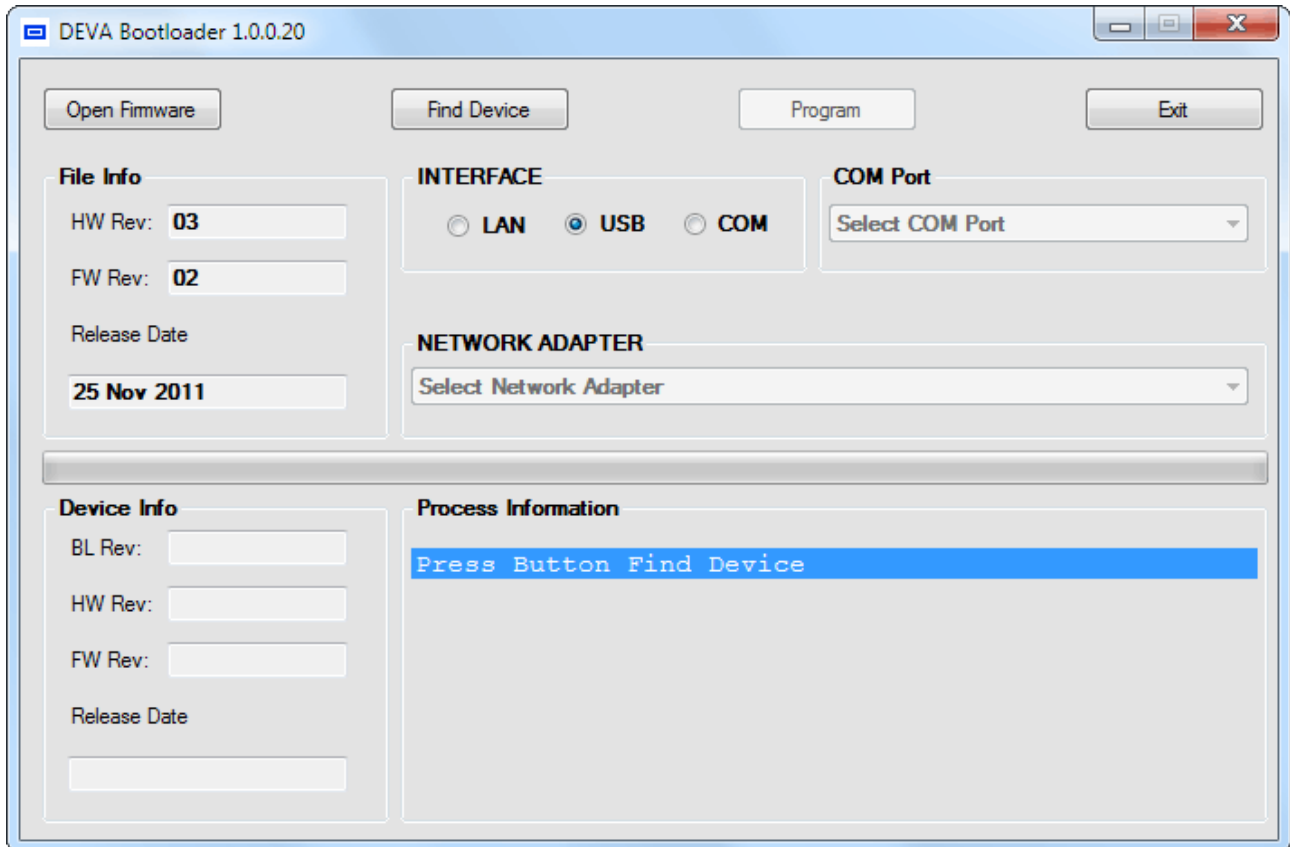 DEVA Bootloader 1.0.0.20
Open Firmware
Find Device
Program
Exit
File Info
HW Rev: 03
FW Rev: 02
Release Date
25 Nov 2011
INTERFACE
LAN USB COM
COM Port
Select COM Port
NETWORK ADAPTER
Select Network Adapter
Device Info
BL Rev:
HW Rev:
FW Rev:
Release Date
Process Information
Press Button Find Device